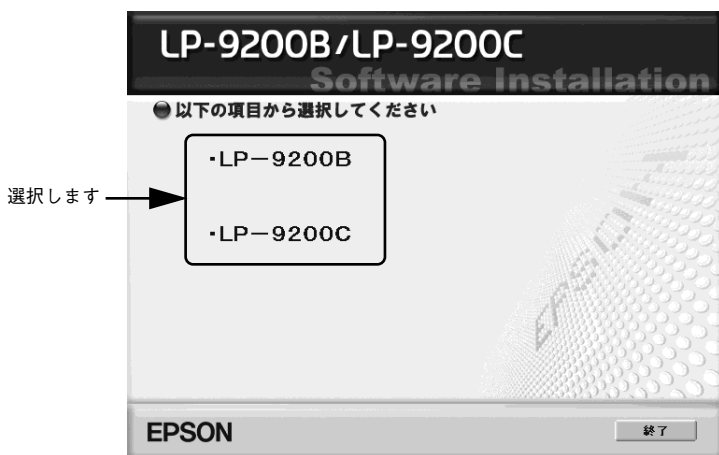 LP-9200B/LP-9200C
Software Installation
以下の項目から選択してください
・LP－9200B
選択します
・LP－9200C
EPSON
EPSON
終了